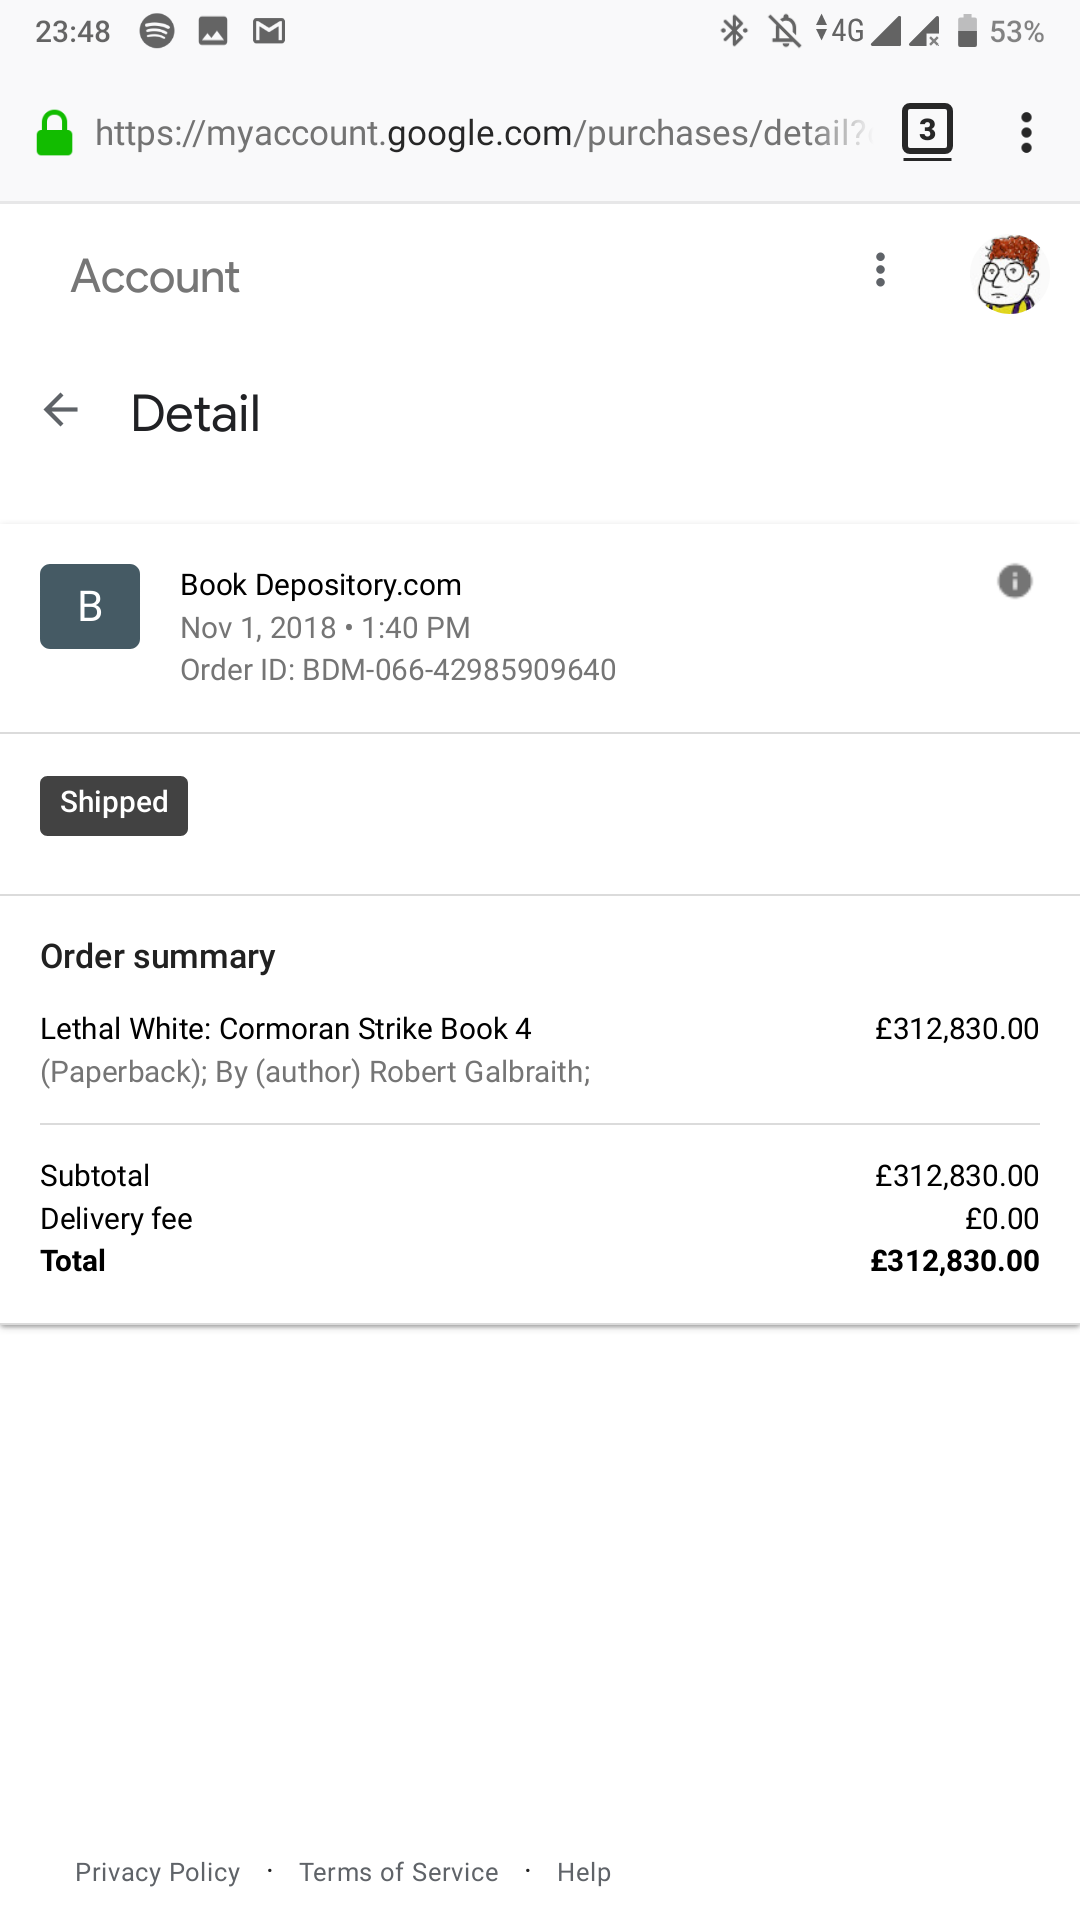 23:48 4G 53%
https://myaccount.google.com/purchases/detail?
3
Account
Detail
B
Book Depository.com
Nov 1, 2018 • 1:40 PM
Order ID: BDM-066-42985909640
Shipped
Order summary
Lethal White: Cormoran Strike Book 4 £312,830.00
(Paperback); By (author) Robert Galbraith;
Subtotal £312,830.00
Delivery fee £0.00
Total £312,830.00
Privacy Policy · Terms of Service · Help